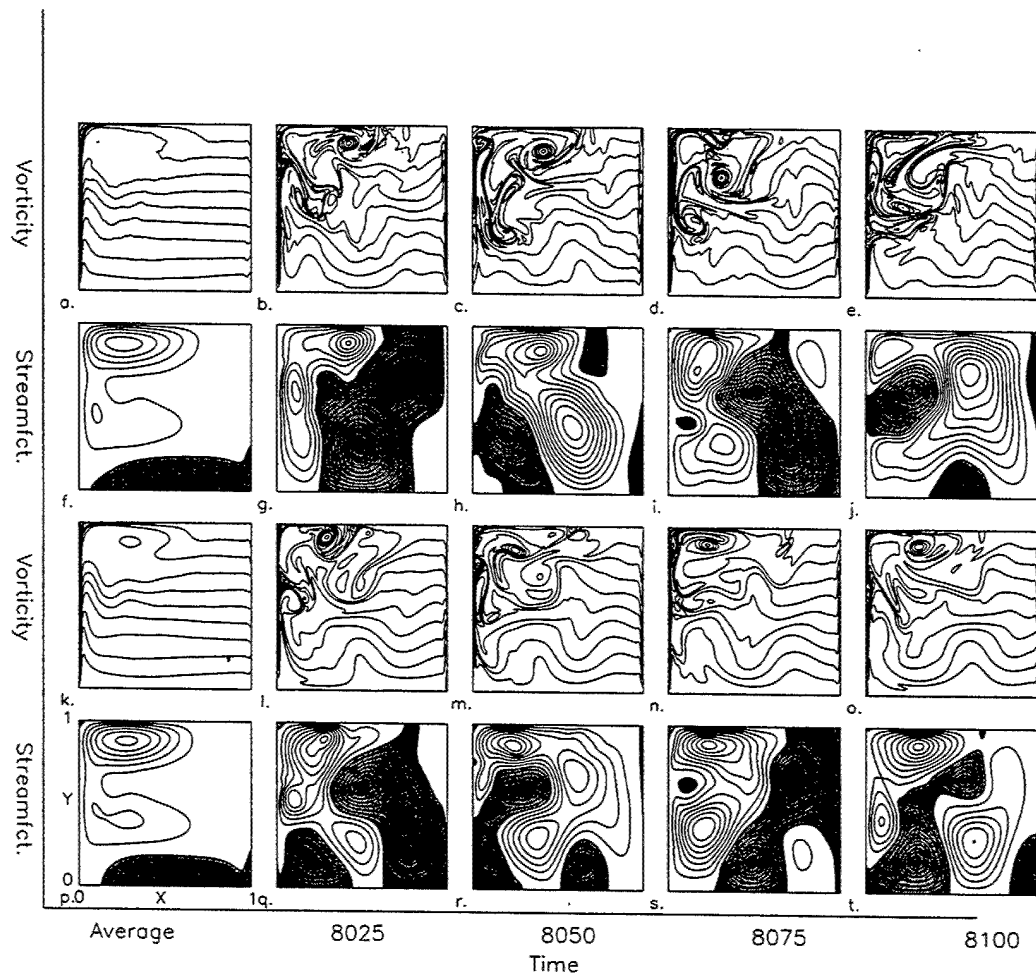 Vorticity
a. b. c. d. e.
Streamfct.
f. g. h. i. j.
Vorticity
k. l. m. n. o.
Streamfct.
1
Y
0
p.0 X 1q. r. s. t.
Average 8025 8050 8075 8100
Time